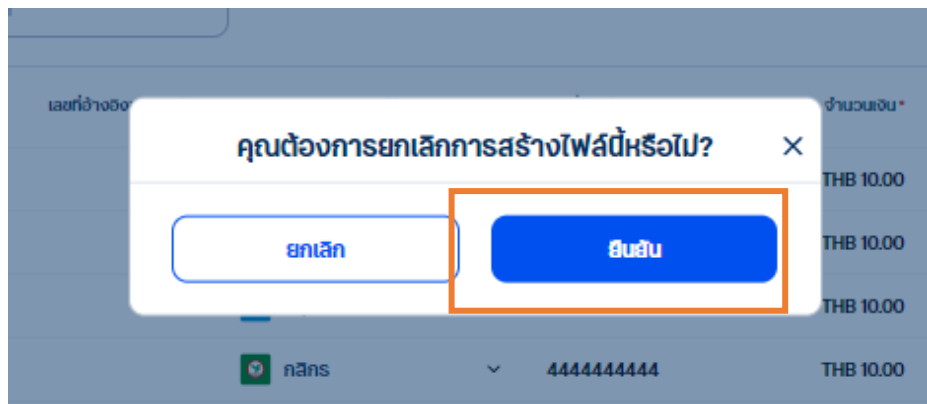 เลขที่อ้างอิง
จำนวนเงิน*
คุณต้องการยกเลิกการสร้างไฟล์นี้หรือไม่?
THB 10.00
ยกเลิก
ยืนยัน
THB 10.00
THB 10.00
กสิกร
4444444444
THB 10.00